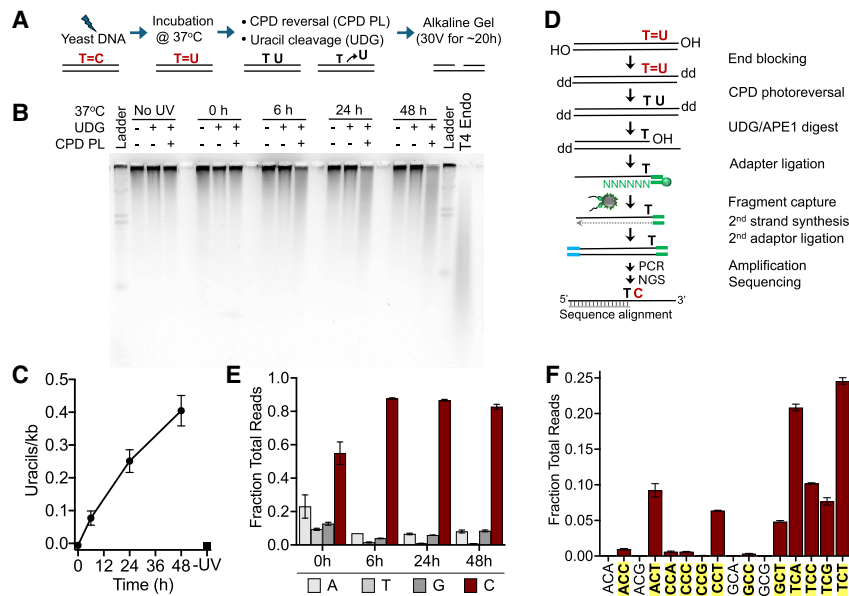 A
Yeast DNA
T=C
Incubation
@ 37°C
T=U
• CPD reversal (CPD PL)
• Uracil cleavage (UDG)
T U
T U
Alkaline Gel
(30V for ~20h)
B
37°C No UV 0 h 6 h 24 h 48 h
UDG - + + - + + - + + - + + - + +
CPD PL - - + - - + - - + - - + - - +
Ladder
Ladder
T4 Endo
C
Uracils/kb
0.5
0.4
0.3
0.2
0.1
0.0
0 12 24 36 48 -UV
Time (h)
D
T=U
HO OH
End blocking
T=U
dd dd
CPD photoreversal
T U
dd dd
UDG/APE1 digest
T
dd OH
Adapter ligation
T
NNNNNN
Fragment capture
T
2nd strand synthesis
2nd adaptor ligation
T
PCR
NGS
Amplification
Sequencing
T C
5' 3'
Sequence alignment
E
Fraction Total Reads
1.0
0.8
0.6
0.4
0.2
0.0
0h 6h 24h 48h
A T G C
F
Fraction Total Reads
0.25
0.20
0.15
0.10
0.05
0.00
ACA ACC ACG ACT CCA CCC CCG CCT GCA GCC GCG GCT TCA TCC TCG TCT